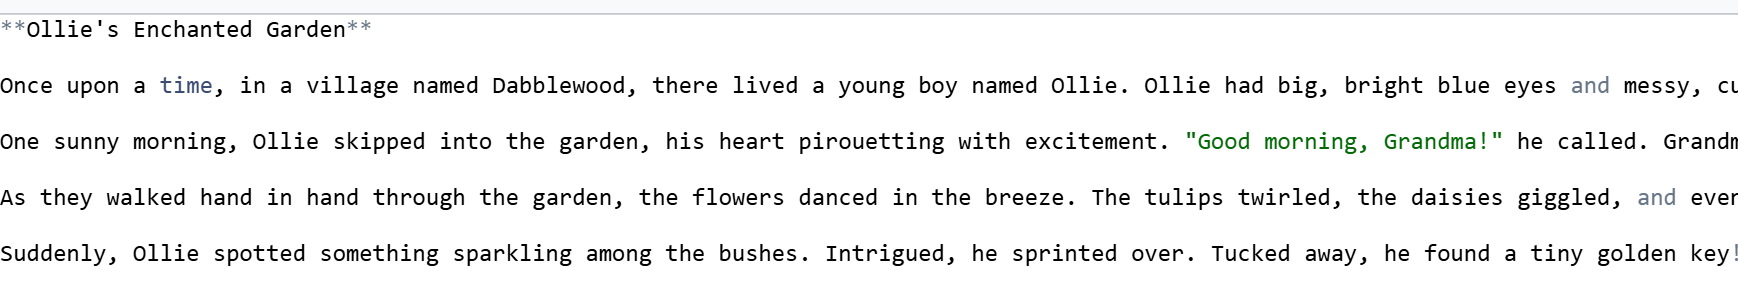 **Ollie's Enchanted Garden**
Once upon a time, in a village named Dabblewood, there lived a young boy named Ollie. Ollie had big, bright blue eyes and messy, cu
One sunny morning, Ollie skipped into the garden, his heart pirouetting with excitement. "Good morning, Grandma!" he called. Grandm
As they walked hand in hand through the garden, the flowers danced in the breeze. The tulips twirled, the daisies giggled, and ever
Suddenly, Ollie spotted something sparkling among the bushes. Intrigued, he sprinted over. Tucked away, he found a tiny golden key!